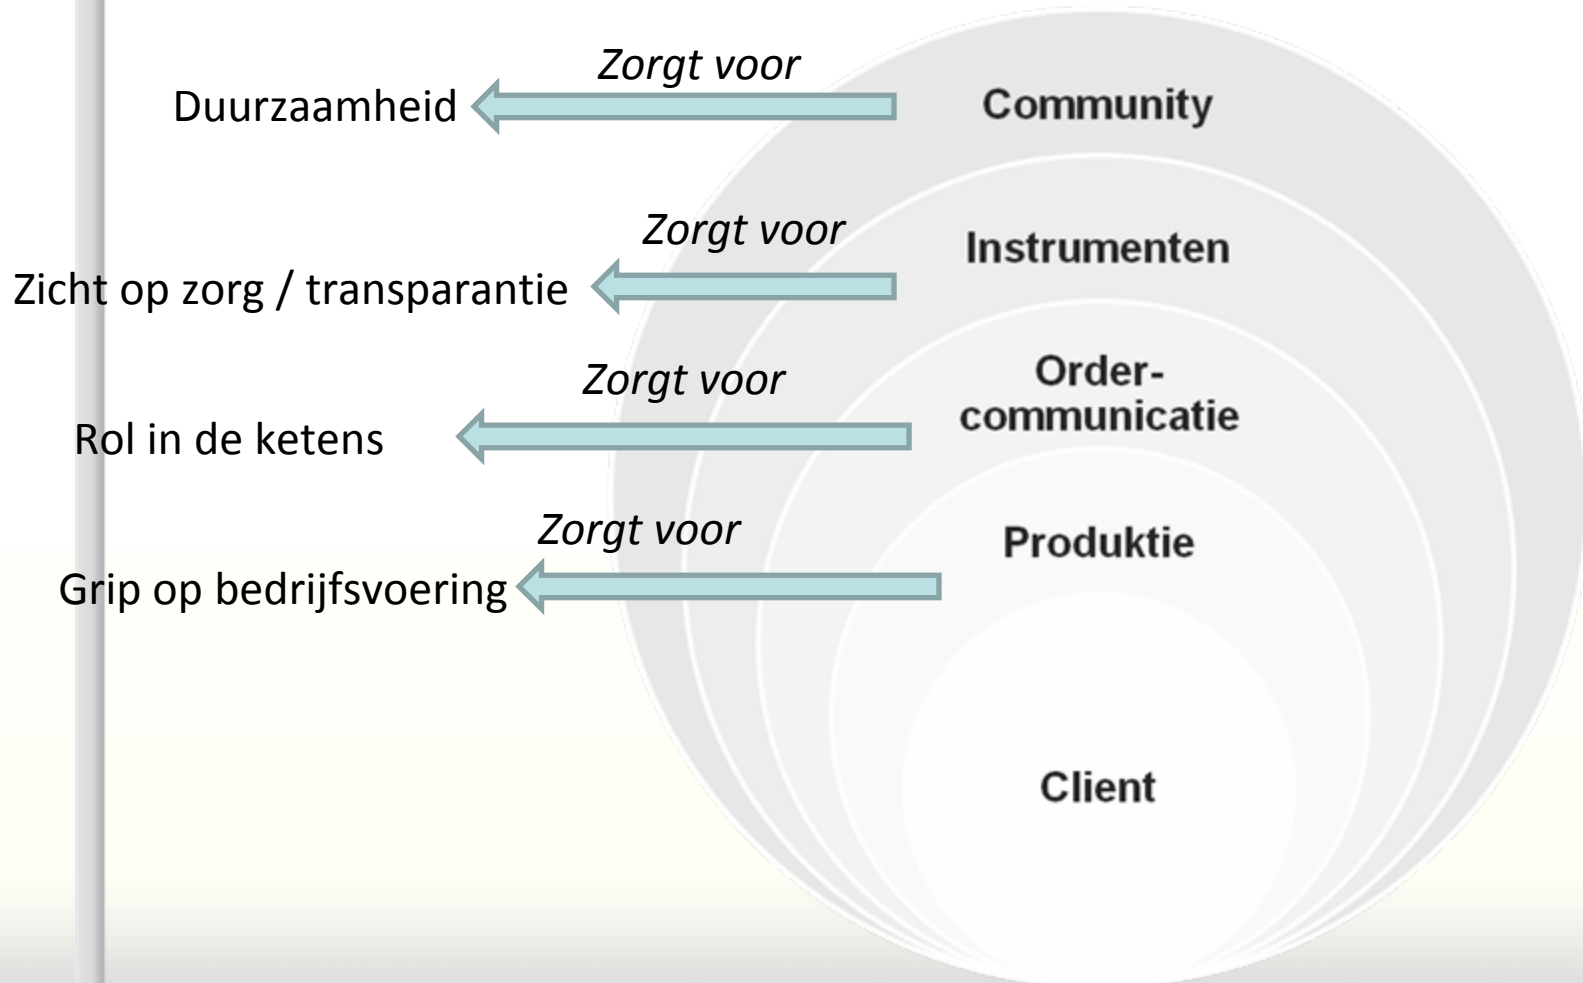 Zorgt voor
Duurzaamheid
Community
Zorgt voor
Instrumenten
Zicht op zorg / transparantie
Zorgt voor
Order-
communicatie
Rol in de ketens
Zorgt voor
Produktie
Grip op bedrijfsvoering
Client